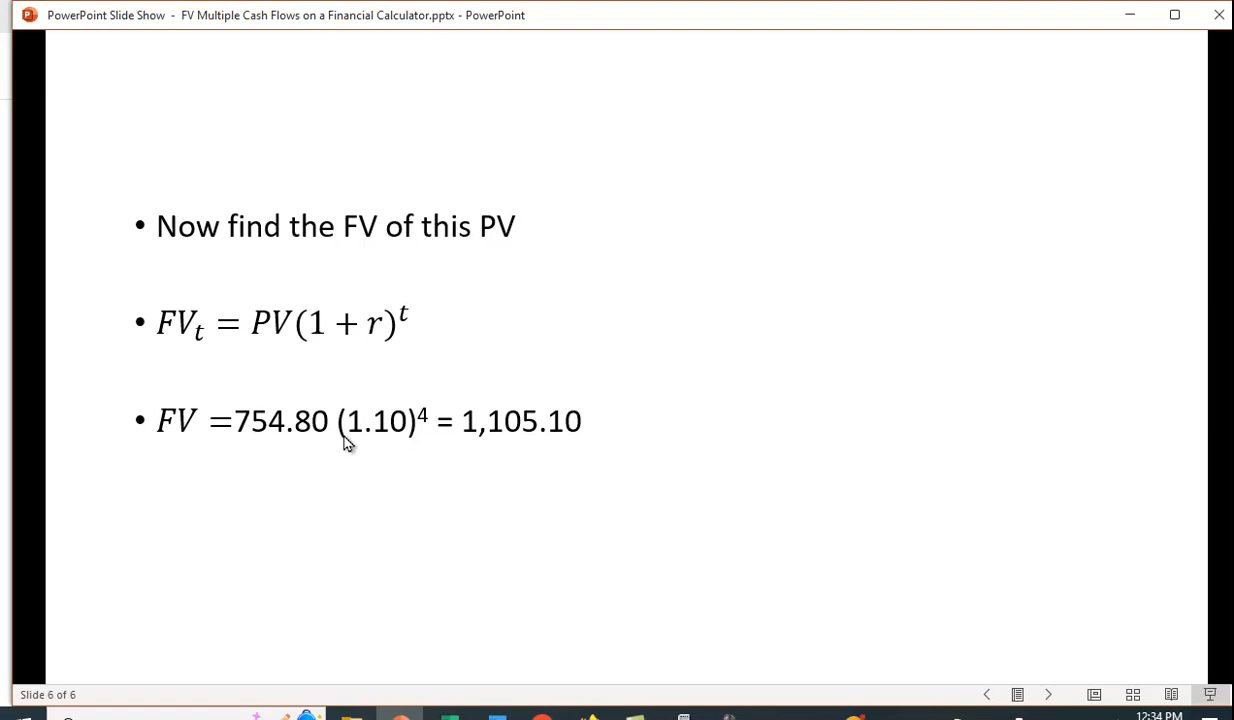 PowerPoint Slide Show - FV Multiple Cash Flows on a Financial Calculator.pptx - PowerPoint
• Now find the FV of this PV
• FVₜ = PV(1 + r)ᵗ
• FV =754.80 (1.10)⁴ = 1,105.10
Slide 6 of 6
12:34 PM